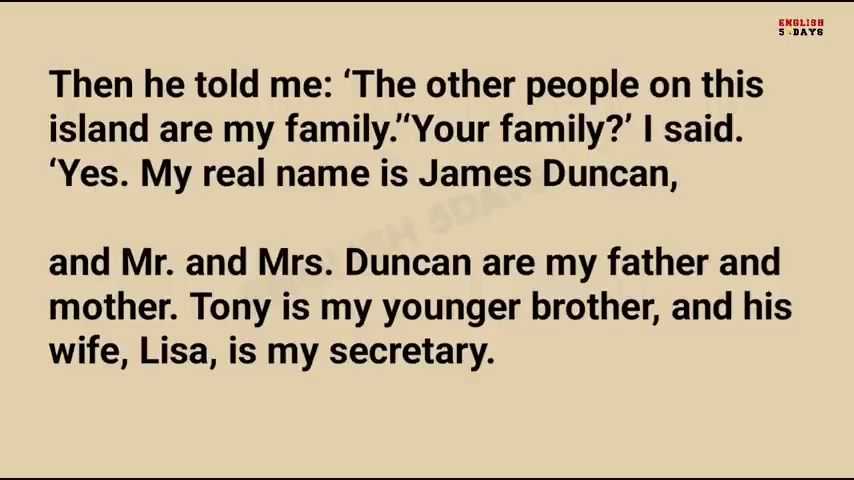 ENGLISH
5 DAYS
Then he told me: ‘The other people on this
island are my family.’‘Your family?’ I said.
‘Yes. My real name is James Duncan,
and Mr. and Mrs. Duncan are my father and
mother. Tony is my younger brother, and his
wife, Lisa, is my secretary.
ENGLISH 5DAYS